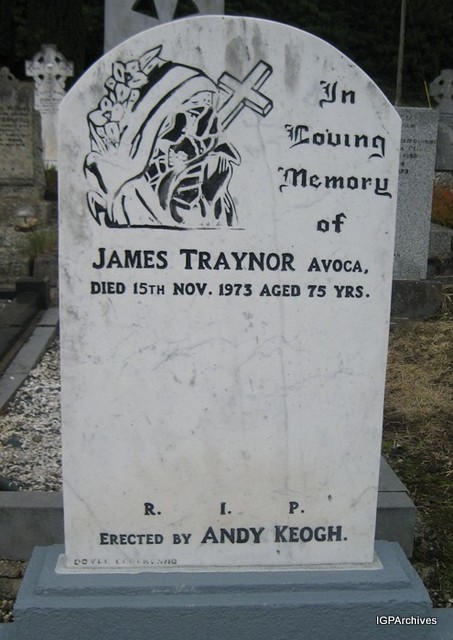 In
Loving
Memory
of
JAMES TRAYNOR AVOCA,
DIED 15TH NOV. 1973 AGED 75 YRS.
R. I. P.
ERECTED BY ANDY KEOGH.
DOYLE
IGPArchives